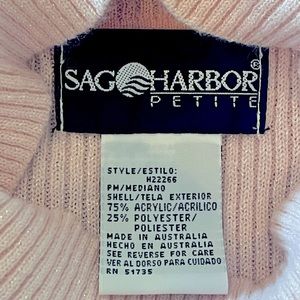 SAG HARBOR®
PETITE
STYLE/ESTILO:
H22266
PM/MEDIANO
SHELL/TELA EXTERIOR
75% ACRYLIC/ACRILICO
25% POLYESTER/
POLIESTER
MADE IN AUSTRALIA
HECHO EN AUSTRALIA
SEE REVERSE FOR CARE
VER AL DORSO PARA CUIDADO
RN 51735